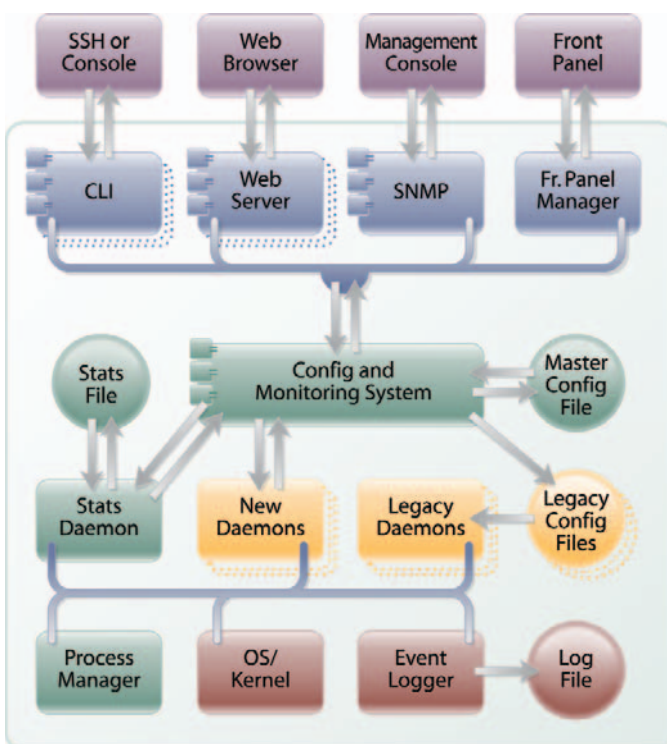 SSH or
Console
Web
Browser
Management
Console
Front
Panel
CLI
Web
Server
SNMP
Fr. Panel
Manager
Stats
File
Config and
Monitoring System
Master
Config
File
Stats
Daemon
New
Daemons
Legacy
Daemons
Legacy
Config
Files
Process
Manager
OS/
Kernel
Event
Logger
Log
File